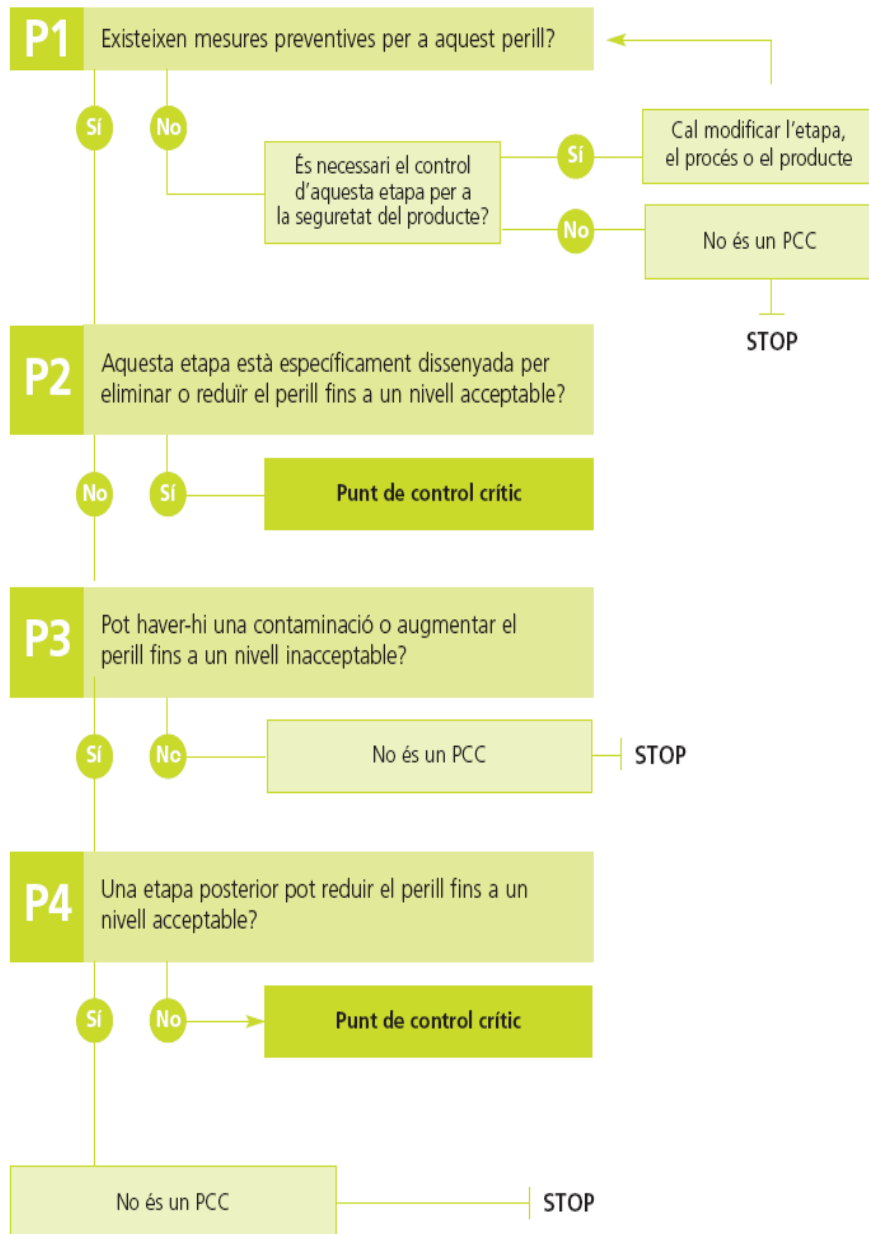 P1
Existeixen mesures preventives per a aquest perill?
Sí
No
És necessari el control
d'aquesta etapa per a
la seguretat del producte?
Sí
Cal modificar l'etapa,
el procés o el producte
No
No és un PCC
STOP
P2
Aquesta etapa està específicament dissenyada per
eliminar o reduïr el perill fins a un nivell acceptable?
No
Sí
Punt de control crític
P3
Pot haver-hi una contaminació o augmentar el
perill fins a un nivell inacceptable?
Sí
No
No és un PCC
STOP
P4
Una etapa posterior pot reduir el perill fins a un
nivell acceptable?
Sí
No
Punt de control crític
No és un PCC
STOP